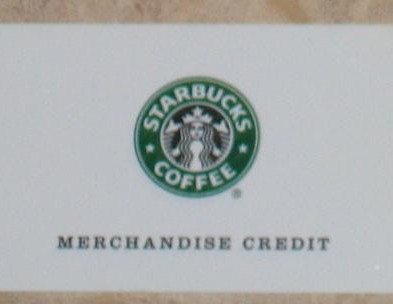 STARBUCKS
COFFEE
®
MERCHANDISE CREDIT